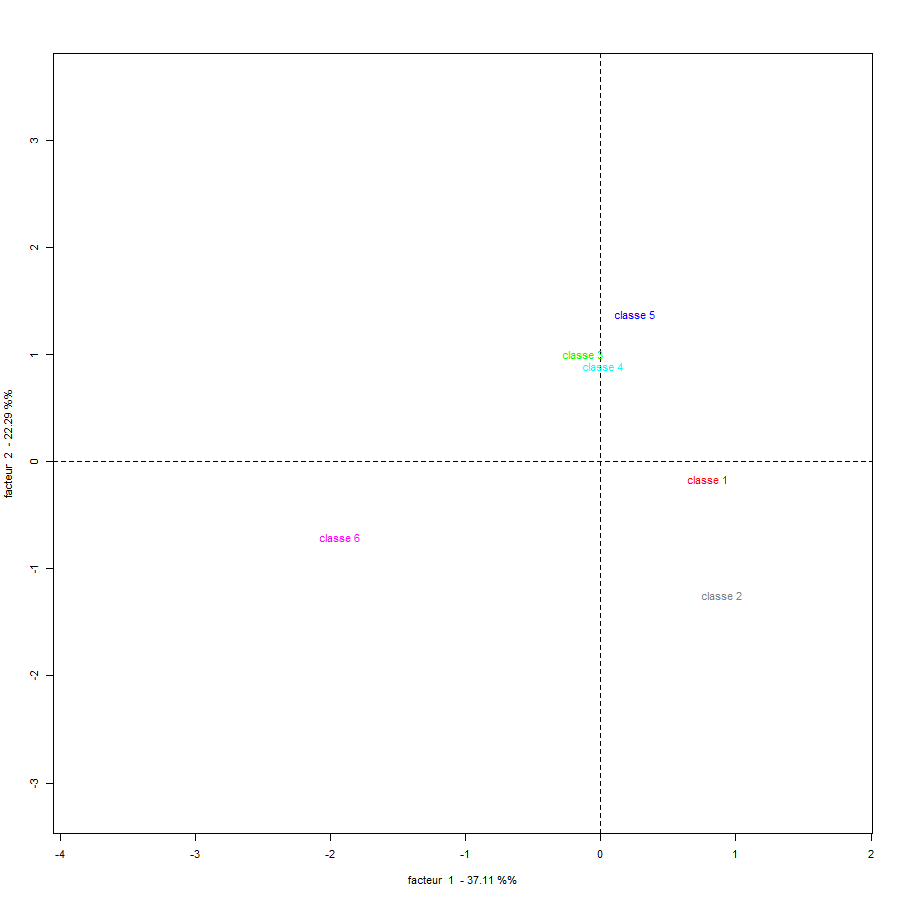 3
2
1
0
-1
-2
-3
facteur 2 - 22.29 %%
classe 5
classe 3
classe 4
classe 1
classe 6
classe 2
-4 -3 -2 -1 0 1 2
facteur 1 - 37.11 %%